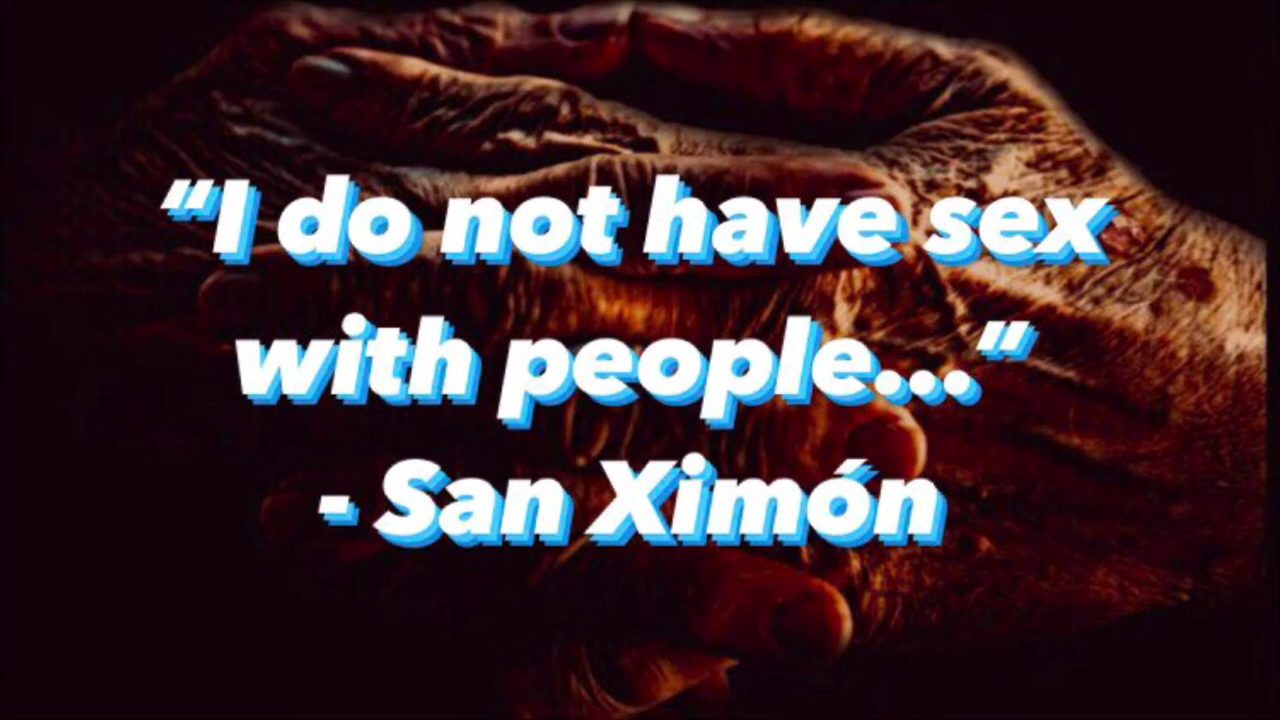 “I do not have sex
with people...”
- San Ximón